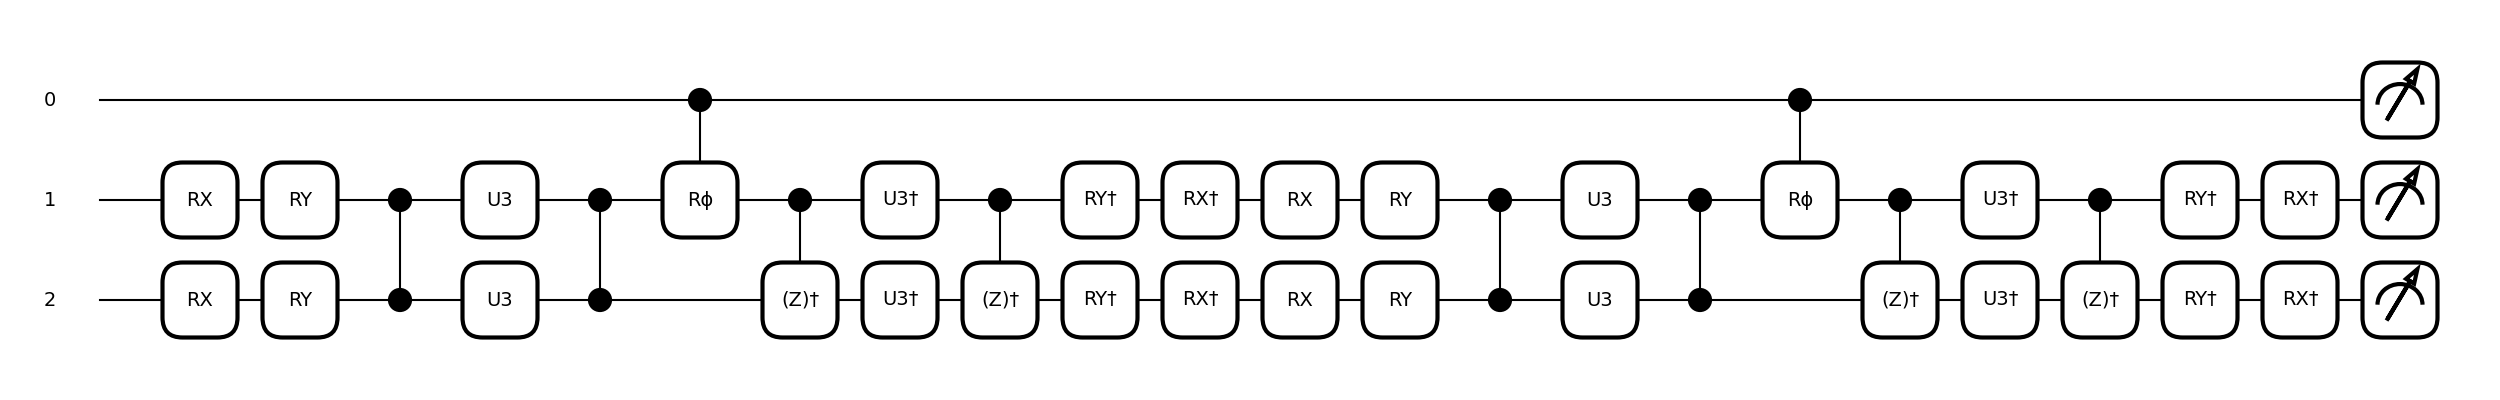 0
1 RX RY U3 Rϕ U3† RY† RX† RX RY U3 Rϕ U3† RY† RX†
2 RX RY U3 (Z)† U3† (Z)† RY† RX† RX RY U3 (Z)† U3† (Z)† RY† RX†